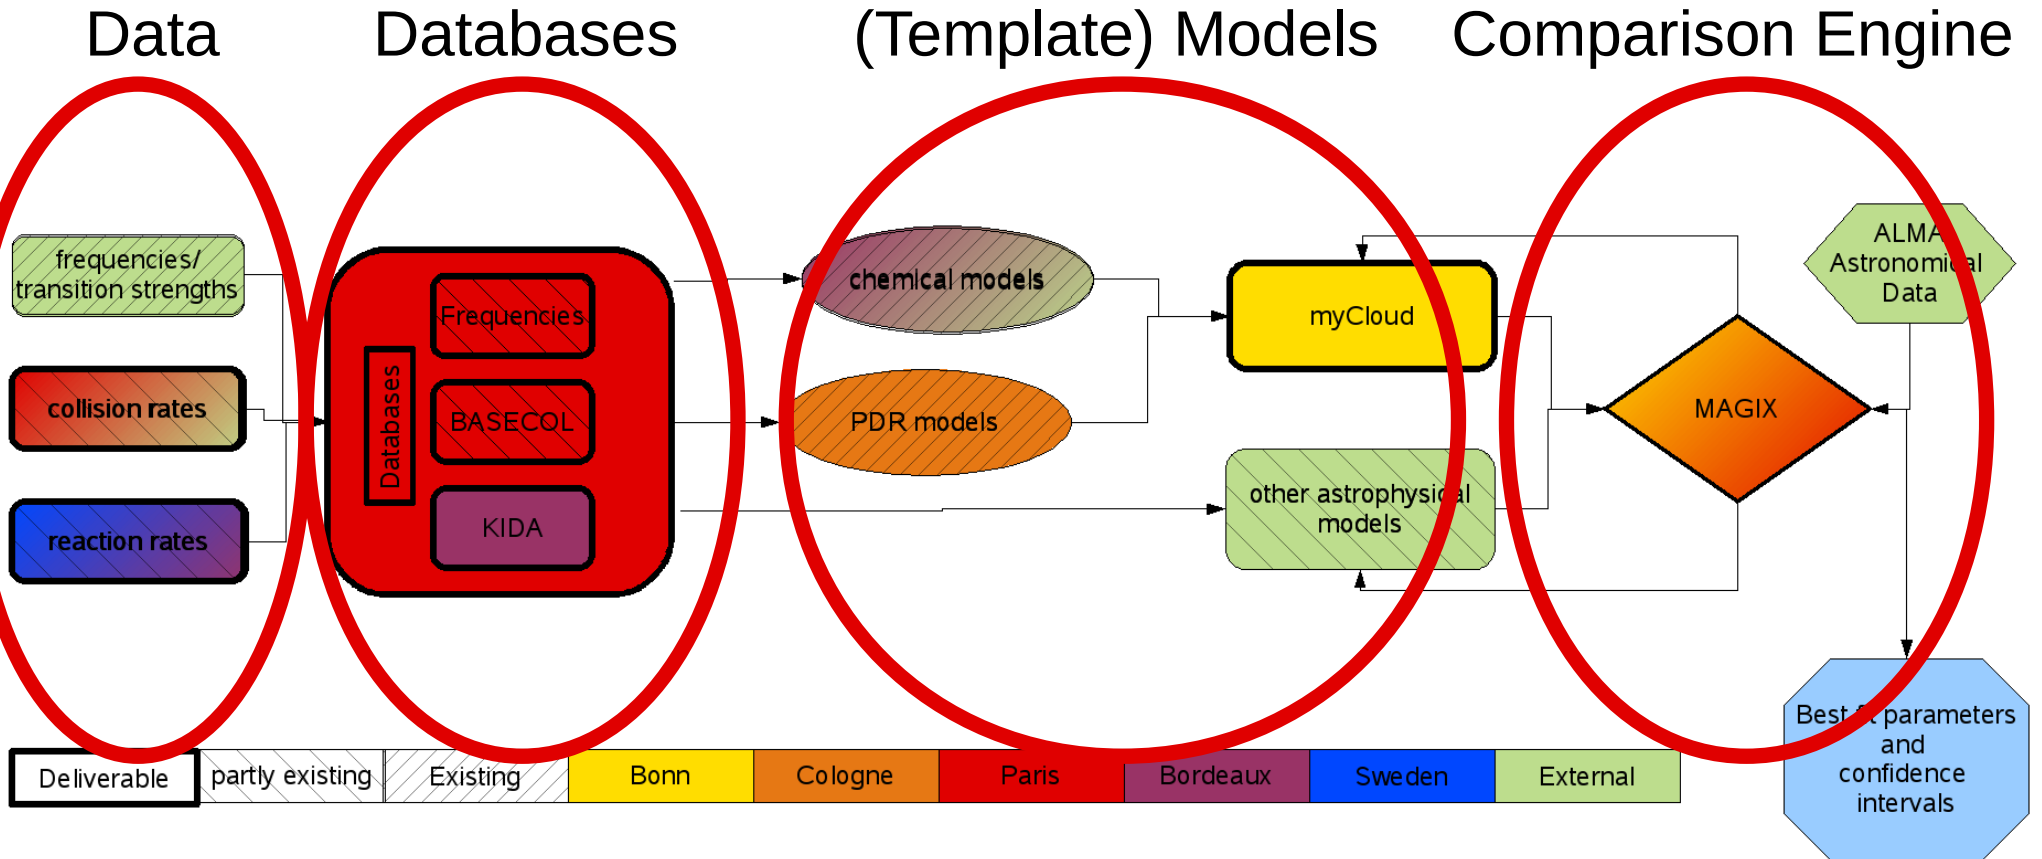 Data
Databases
(Template) Models
Comparison Engine
frequencies/
transition strengths
collision rates
reaction rates
Databases
Frequencies
BASECOL
KIDA
chemical models
PDR models
myCloud
other astrophysical
models
MAGIX
ALMA
Astronomical
Data
Best fit parameters
and
confidence
intervals
Deliverable
partly existing
Existing
Bonn
Cologne
Paris
Bordeaux
Sweden
External